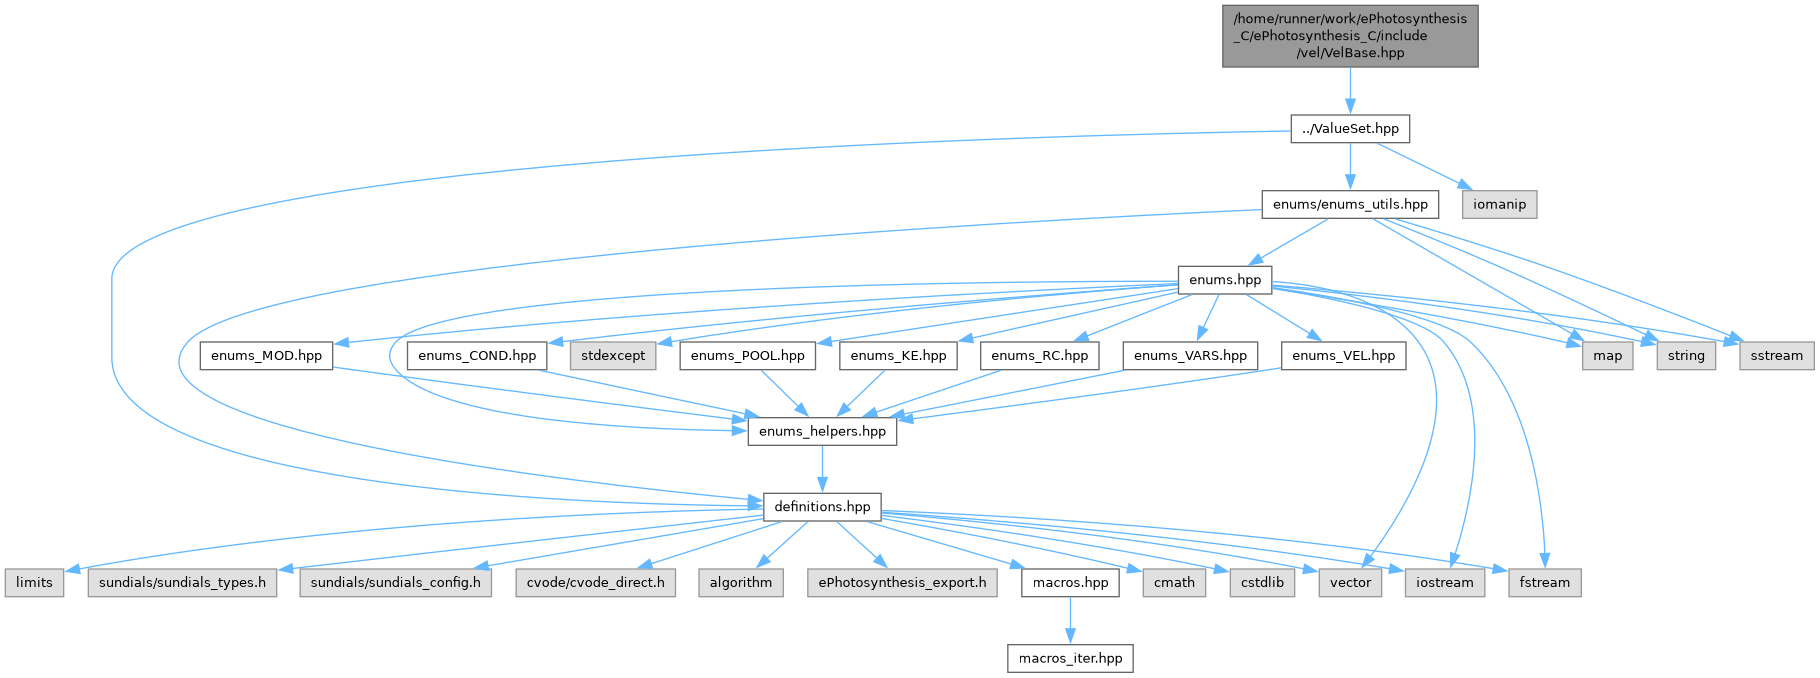 /home/runner/work/ePhotosynthesis
_C/ePhotosynthesis_C/include
/vel/VelBase.hpp
../ValueSet.hpp
enums/enums_utils.hpp
iomanip
enums.hpp
enums_MOD.hpp
enums_COND.hpp
stdexcept
enums_POOL.hpp
enums_KE.hpp
enums_RC.hpp
enums_VARS.hpp
enums_VEL.hpp
map
string
sstream
enums_helpers.hpp
definitions.hpp
limits
sundials/sundials_types.h
sundials/sundials_config.h
cvode/cvode_direct.h
algorithm
ePhotosynthesis_export.h
macros.hpp
cmath
cstdlib
vector
iostream
fstream
macros_iter.hpp